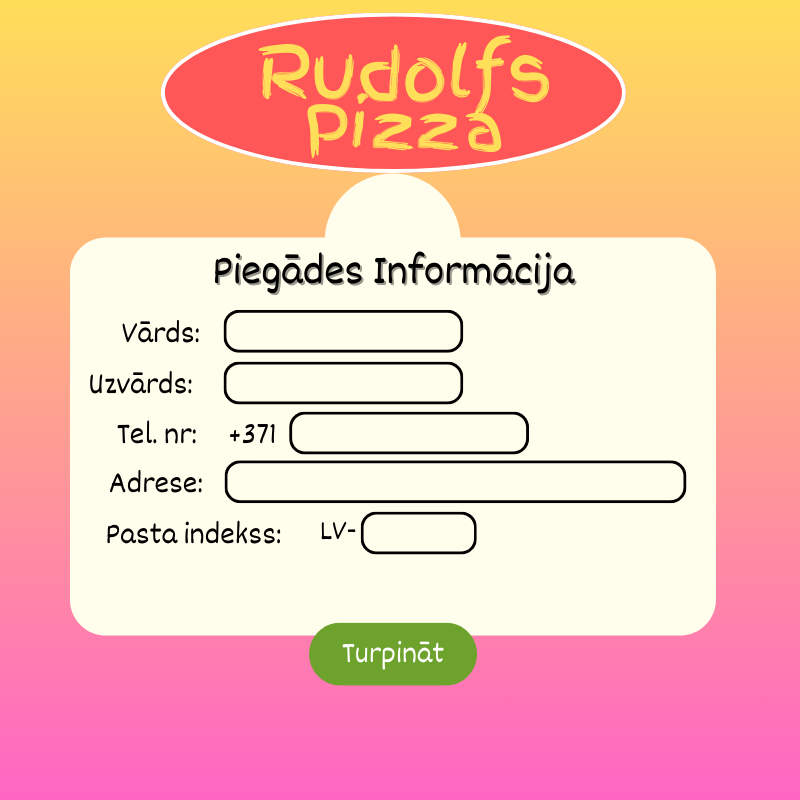 Rudolfs
Pizza
Piegādes Informācija
Vārds:
Uzvārds:
Tel. nr: +371
Adrese:
Pasta indekss: LV-
Turpināt